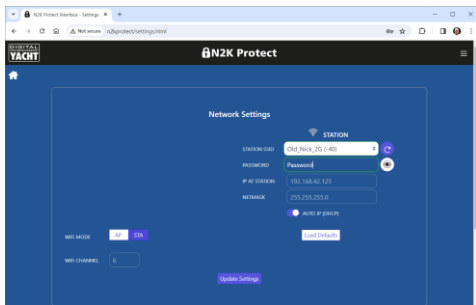 N2K Protect Interface - Settings
Not secure n2kprotect/settings.html
DIGITAL
YACHT
N2K Protect
Network Settings
STATION
STATION SSID Old_Nick_2G (-40)
PASSWORD Password
IP AT STATION 192.168.42.125
NETMASK 255.255.255.0
AUTO IP (DHCP)
WIFI MODE AP STA Load Defaults
WIFI CHANNEL 6
Update Settings